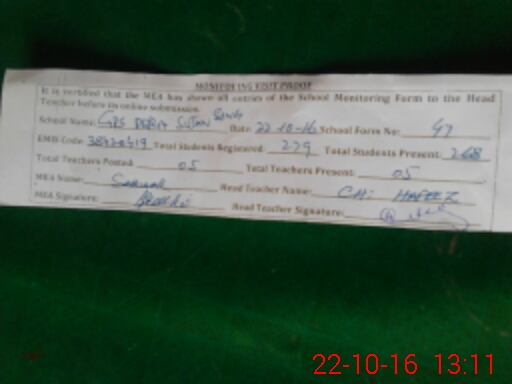 MONITORING VISIT PROOF
It is certified that the MEA has shown all entries of the School Monitoring Form to the Head
Teacher before its online submission.
School Name: GPS Date: 22-10-16 School Form No: 47
EMIS Code: Total Students Registered: 279 Total Students Present: 268
Total Teachers Posted: 05 Total Teachers Present: 05
MEA Name: Head Teacher Name: CH: HAFEEZ
MEA Signature: Head Teacher Signature:
22-10-16 13:11